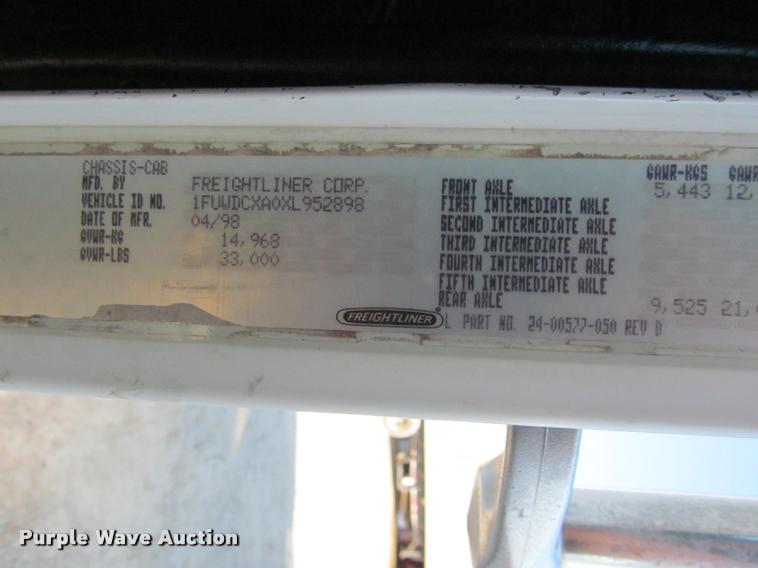 CHASSIS-CAB
MFD. BY FREIGHTLINER CORP.
VEHICLE ID NO. 1FUWDCXA0XL952898
DATE OF MFR. 04/98
GVWR-KG 14,968
GVWR-LBS 33,000
GAWR-KGS GAWR
FRONT AXLE 5,443 12,
FIRST INTERMEDIATE AXLE
SECOND INTERMEDIATE AXLE
THIRD INTERMEDIATE AXLE
FOURTH INTERMEDIATE AXLE
FIFTH INTERMEDIATE AXLE
REAR AXLE 9,525 21,
FREIGHTLINER
L PART NO. 24-00577-050 REV D
Purple Wave Auction